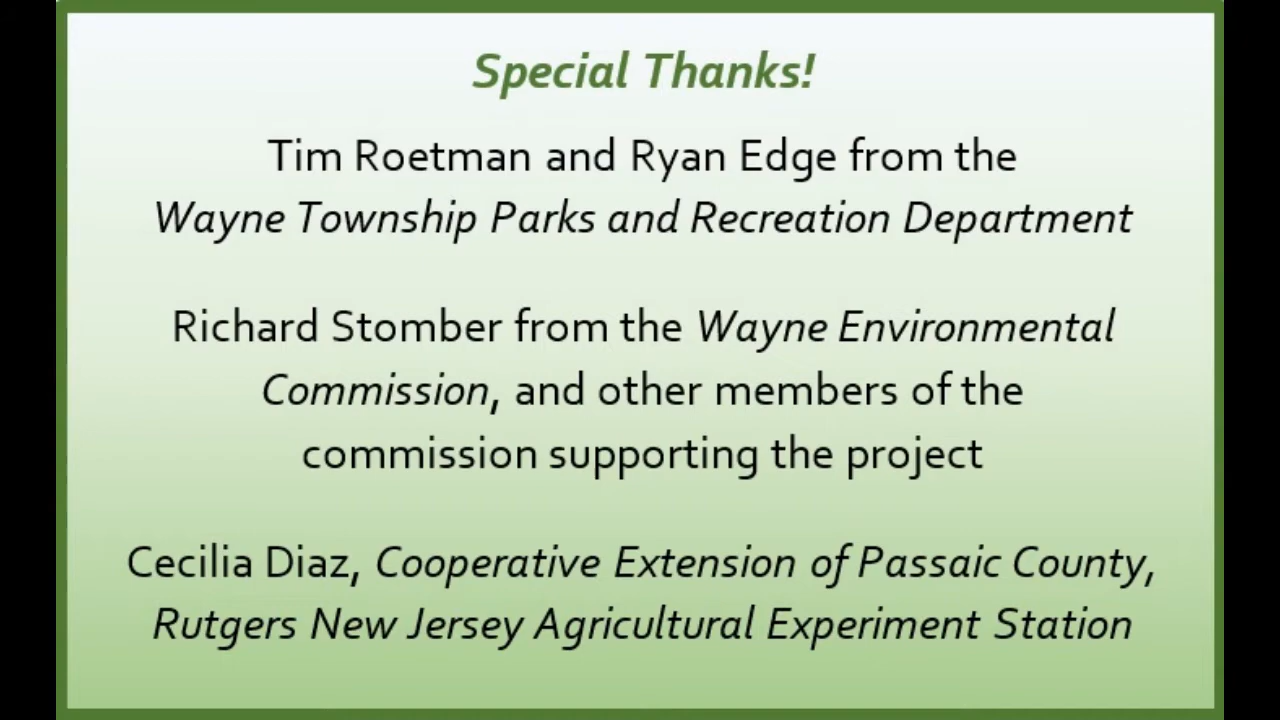 Special Thanks!
Tim Roetman and Ryan Edge from the
Wayne Township Parks and Recreation Department
Richard Stomber from the Wayne Environmental
Commission, and other members of the
commission supporting the project
Cecilia Diaz, Cooperative Extension of Passaic County,
Rutgers New Jersey Agricultural Experiment Station